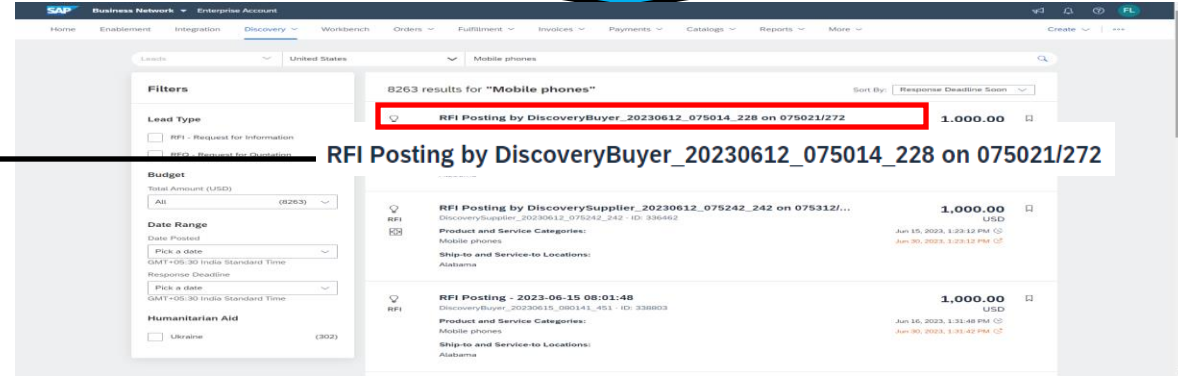 SAP Business Network Enterprise Account FL
Home Enablement Integration Discovery Workbench Orders Fulfillment Invoices Payments Catalogs Reports More Create
Leads United States Mobile phones
Filters
Lead Type
RFI - Request for Information
RFQ - Request for Quotation
Budget
Total Amount (USD)
All (8263)
Date Range
Date Posted
Pick a date
GMT+05:30 India Standard Time
Response Deadline
Pick a date
GMT+05:30 India Standard Time
Humanitarian Aid
Ukraine (302)
8263 results for "Mobile phones" Sort By: Response Deadline Soon
RFI Posting by DiscoveryBuyer_20230612_075014_228 on 075021/272 1,000.00
RFI Posting by DiscoveryBuyer_20230612_075014_228 on 075021/272
RFI Posting by DiscoverySupplier_20230612_075242_242 on 075312/... 1,000.00
RFI DiscoverySupplier_20230612_075242_242 - ID: 336462 USD
Product and Service Categories: Jun 15, 2023, 1:23:12 PM
Mobile phones Jun 30, 2023, 1:23:12 PM
Ship-to and Service-to Locations:
Alabama
RFI Posting - 2023-06-15 08:01:48 1,000.00
RFI DiscoveryBuyer_20230615_080141_451 - ID: 338803 USD
Product and Service Categories: Jun 16, 2023, 1:31:48 PM
Mobile phones Jun 30, 2023, 1:31:42 PM
Ship-to and Service-to Locations:
Alabama